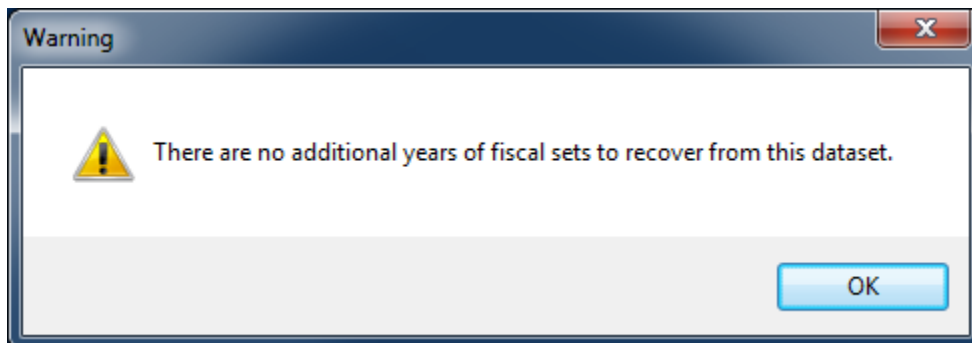 Warning
There are no additional years of fiscal sets to recover from this dataset.
OK